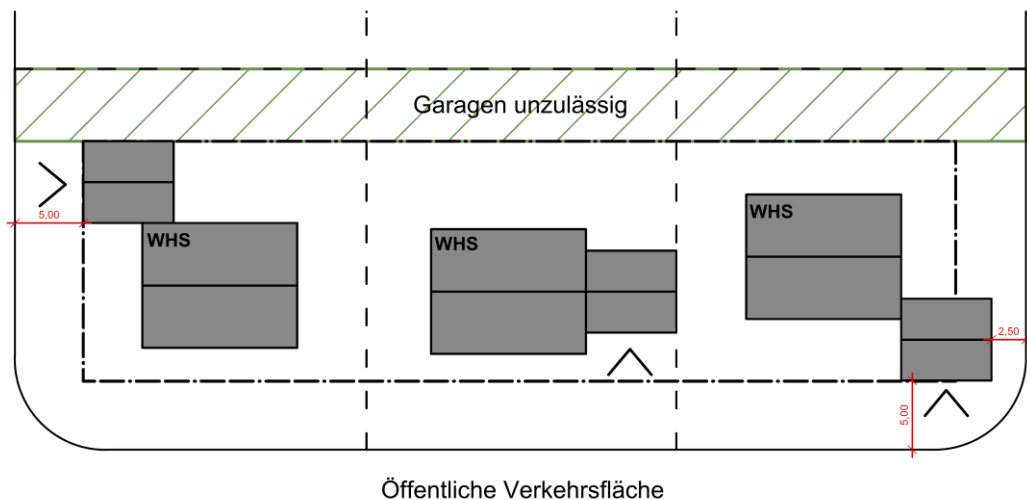 Garagen unzulässig
5,00
WHS
WHS
WHS
2,50
5,00
Öffentliche Verkehrsfläche